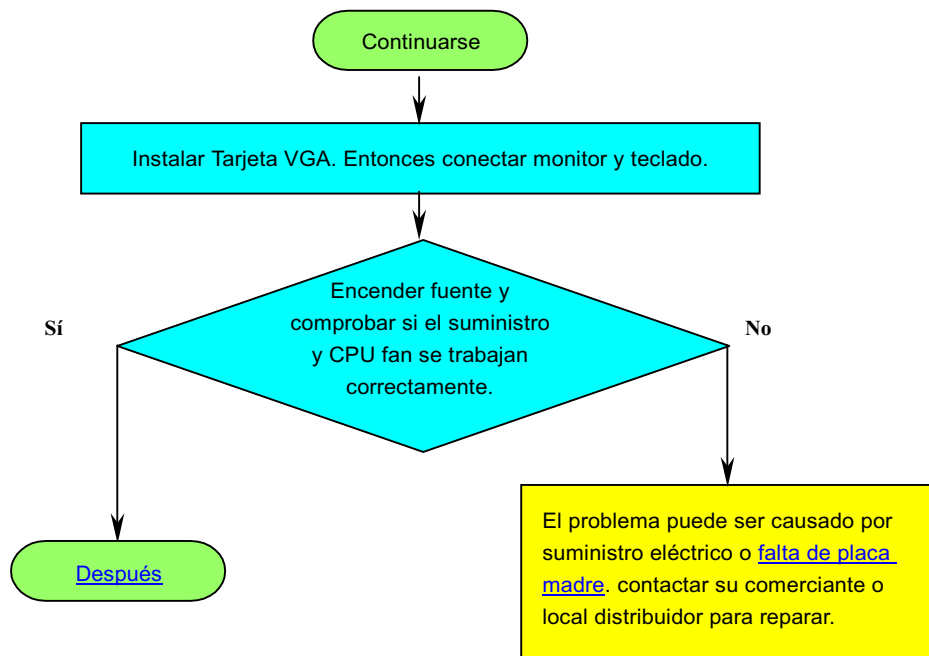 Continuarse
Instalar Tarjeta VGA. Entonces conectar monitor y teclado.
Encender fuente y
comprobar si el suministro
y CPU fan se trabajan
correctamente.
Sí
No
Después
El problema puede ser causado por
suministro eléctrico o falta de placa
madre. contactar su comerciante o
local distribuidor para reparar.